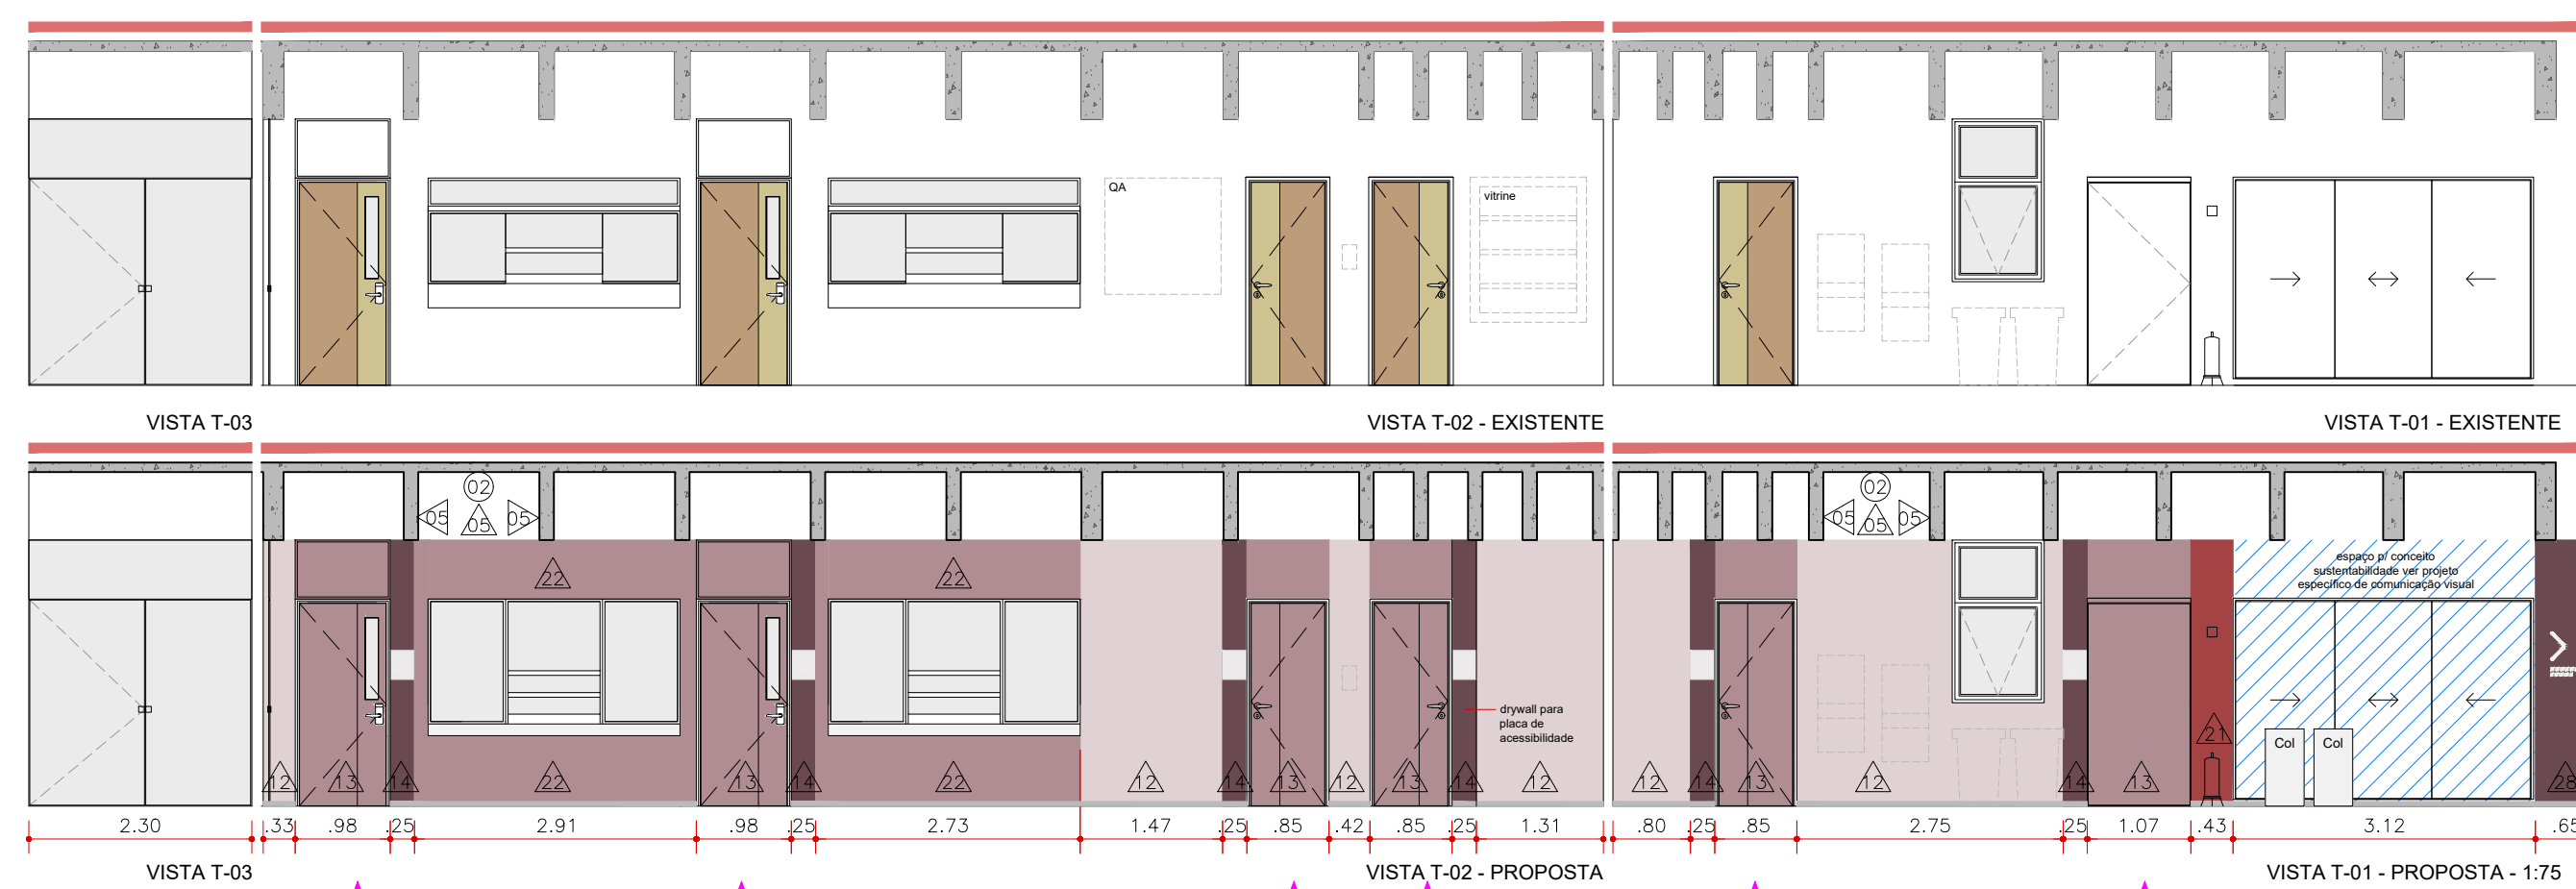 QA
vitrine
VISTA T-03
VISTA T-02 - EXISTENTE
VISTA T-01 - EXISTENTE
02
05 05 05
02
05 05 05
espaço p/ conceito
sustentabilidade ver projeto
específico de comunicação visual
22
22
drywall para
placa de
acessibilidade
21
Col
Col
12 13 14 22 13 14 22 12 14 13 12 13 14 12
12 14 13 12 14 13 28
2.30 .33 .98 .25 2.91 .98 .25 2.73 1.47 .25 .85 .42 .85 .25 1.31
.80 .25 .85 2.75 .25 1.07 .43 3.12 .65
VISTA T-03
VISTA T-02 - PROPOSTA
VISTA T-01 - PROPOSTA - 1:75